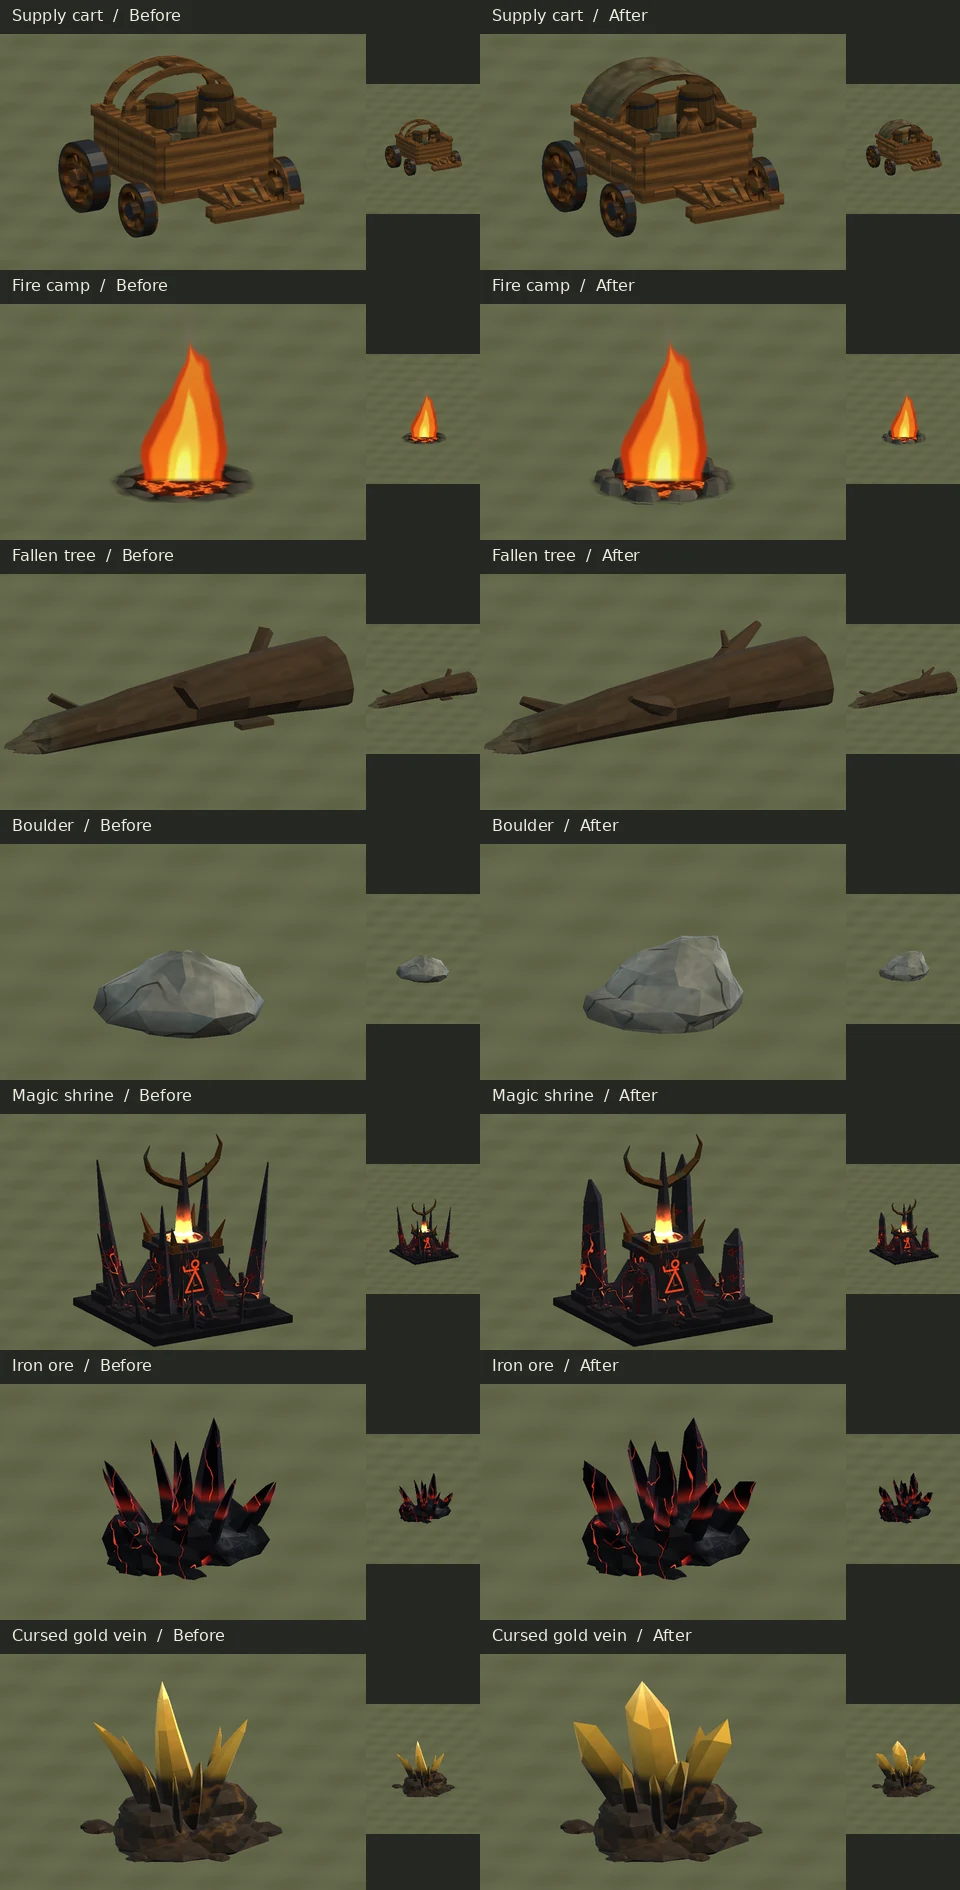 Supply cart / Before
Supply cart / After
Fire camp / Before
Fire camp / After
Fallen tree / Before
Fallen tree / After
Boulder / Before
Boulder / After
Magic shrine / Before
Magic shrine / After
Iron ore / Before
Iron ore / After
Cursed gold vein / Before
Cursed gold vein / After